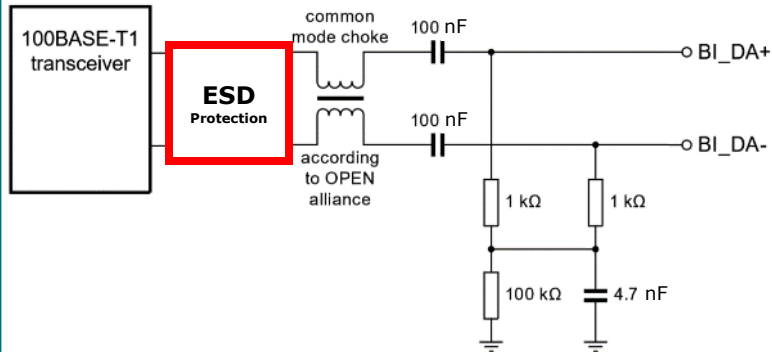 100BASE-T1
transceiver
ESD
Protection
common
mode choke
according
to OPEN
alliance
100 nF
100 nF
BI_DA+
BI_DA-
1 kΩ
1 kΩ
100 kΩ
4.7 nF